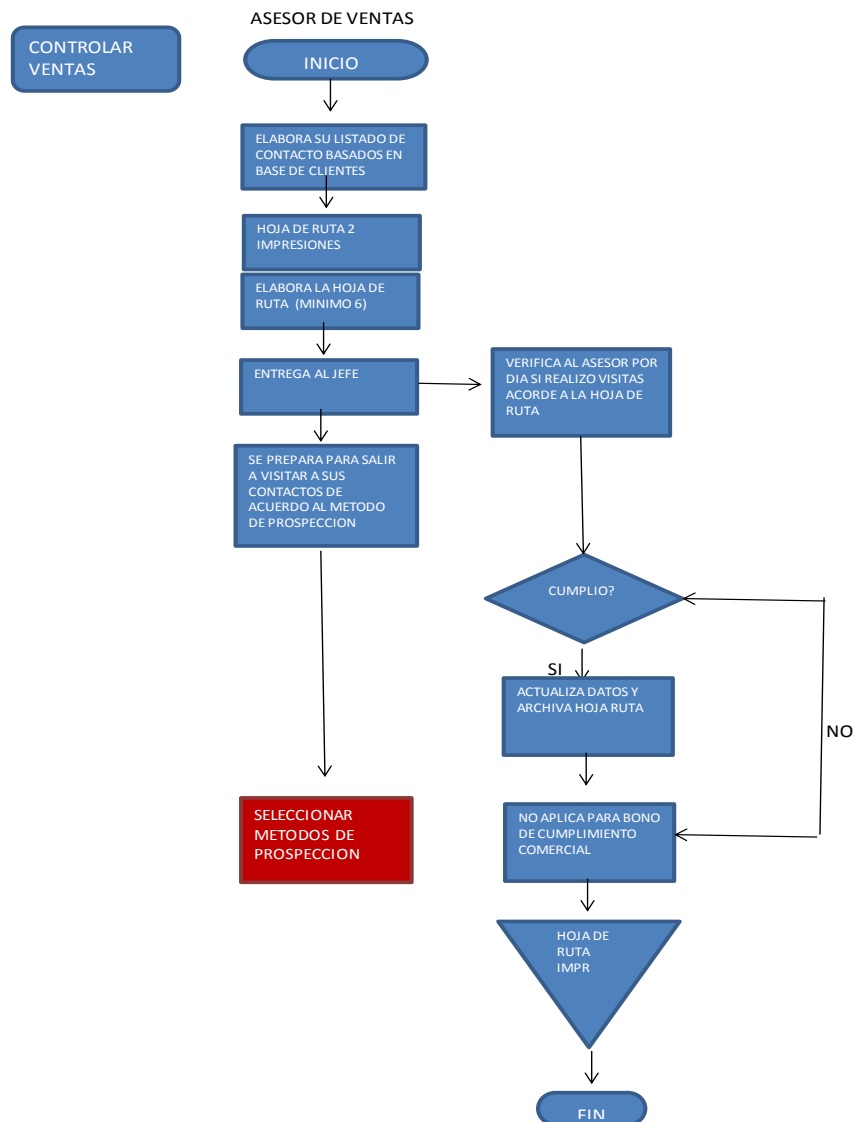 ASESOR DE VENTAS
CONTROLAR
VENTAS
INICIO
ELABORA SU LISTADO DE
CONTACTO BASADOS EN
BASE DE CLIENTES
HOJA DE RUTA 2
IMPRESIONES
ELABORA LA HOJA DE
RUTA (MINIMO 6)
ENTREGA AL JEFE
VERIFICA AL ASESOR POR
DIA SI REALIZO VISITAS
ACORDE A LA HOJA DE
RUTA
SE PREPARA PARA SALIR
A VISITAR A SUS
CONTACTOS DE
ACUERDO AL METODO
DE PROSPECCION
CUMPLIO?
SI
ACTUALIZA DATOS Y
ARCHIVA HOJA RUTA
NO
SELECCIONAR
METODOS DE
PROSPECCION
NO APLICA PARA BONO
DE CUMPLIMIENTO
COMERCIAL
HOJA DE
RUTA
IMPR
FIN